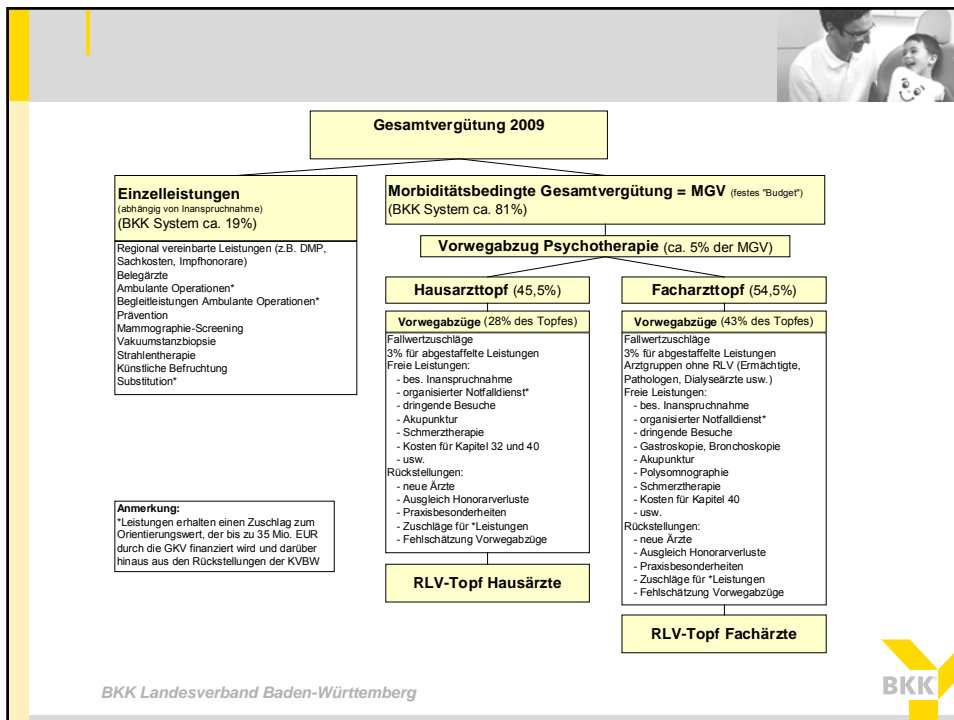 Gesamtvergütung 2009
Einzelleistungen
(abhängig von Inanspruchnahme)
(BKK System ca. 19%)
Regional vereinbarte Leistungen (z.B. DMP,
Sachkosten, Impfhonorare)
Belegärzte
Ambulante Operationen*
Begleitleistungen Ambulante Operationen*
Prävention
Mammographie-Screening
Vakuumstanzbiopsie
Strahlentherapie
Künstliche Befruchtung
Substitution*
Anmerkung:
*Leistungen erhalten einen Zuschlag zum
Orientierungswert, der bis zu 35 Mio. EUR
durch die GKV finanziert wird und darüber
hinaus aus den Rückstellungen der KVBW
Morbiditätsbedingte Gesamtvergütung = MGV (festes "Budget")
(BKK System ca. 81%)
Vorwegabzug Psychotherapie (ca. 5% der MGV)
Hausarzttopf (45,5%)
Vorwegabzüge (28% des Topfes)
Fallwertzuschläge
3% für abgestaffelte Leistungen
Freie Leistungen:
- bes. Inanspruchnahme
- organisierter Notfalldienst*
- dringende Besuche
- Akupunktur
- Schmerztherapie
- Kosten für Kapitel 32 und 40
- usw.
Rückstellungen:
- neue Ärzte
- Ausgleich Honorarverluste
- Praxisbesonderheiten
- Zuschläge für *Leistungen
- Fehlschätzung Vorwegabzüge
RLV-Topf Hausärzte
Facharzttopf (54,5%)
Vorwegabzüge (43% des Topfes)
Fallwertzuschläge
3% für abgestaffelte Leistungen
Arztgruppen ohne RLV (Ermächtigte,
Pathologen, Dialyseärzte usw.)
Freie Leistungen:
- bes. Inanspruchnahme
- organisierter Notfalldienst*
- dringende Besuche
- Gastroskopie, Bronchoskopie
- Akupunktur
- Polysomnographie
- Schmerztherapie
- Kosten für Kapitel 40
- usw.
Rückstellungen:
- neue Ärzte
- Ausgleich Honorarverluste
- Praxisbesonderheiten
- Zuschläge für *Leistungen
- Fehlschätzung Vorwegabzüge
RLV-Topf Fachärzte
BKK Landesverband Baden-Württemberg
BKK